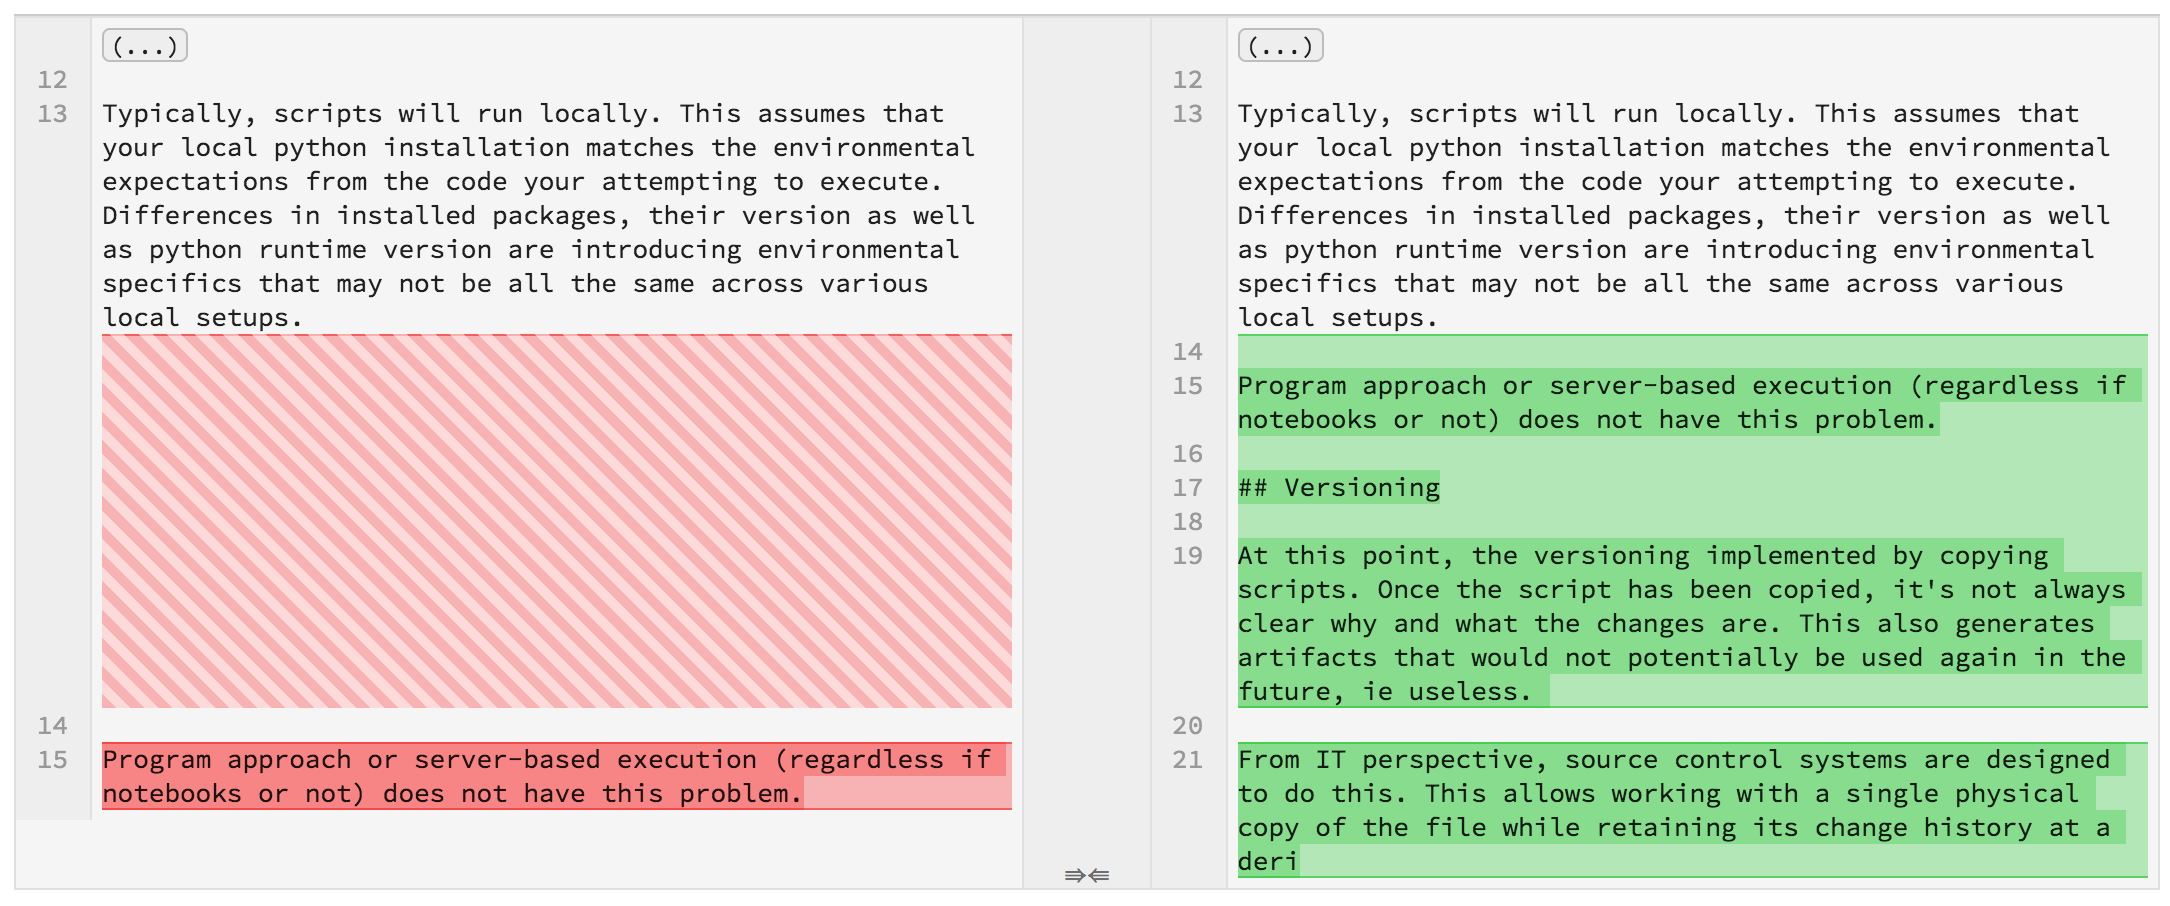 (...)
12
13 Typically, scripts will run locally. This assumes that
your local python installation matches the environmental
expectations from the code your attempting to execute.
Differences in installed packages, their version as well
as python runtime version are introducing environmental
specifics that may not be all the same across various
local setups.
14
15 Program approach or server-based execution (regardless if
notebooks or not) does not have this problem.
(...)
12
13 Typically, scripts will run locally. This assumes that
your local python installation matches the environmental
expectations from the code your attempting to execute.
Differences in installed packages, their version as well
as python runtime version are introducing environmental
specifics that may not be all the same across various
local setups.
14
15 Program approach or server-based execution (regardless if
notebooks or not) does not have this problem.
16
17 ## Versioning
18
19 At this point, the versioning implemented by copying
scripts. Once the script has been copied, it's not always
clear why and what the changes are. This also generates
artifacts that would not potentially be used again in the
future, ie useless.
20
21 From IT perspective, source control systems are designed
to do this. This allows working with a single physical
copy of the file while retaining its change history at a
deri